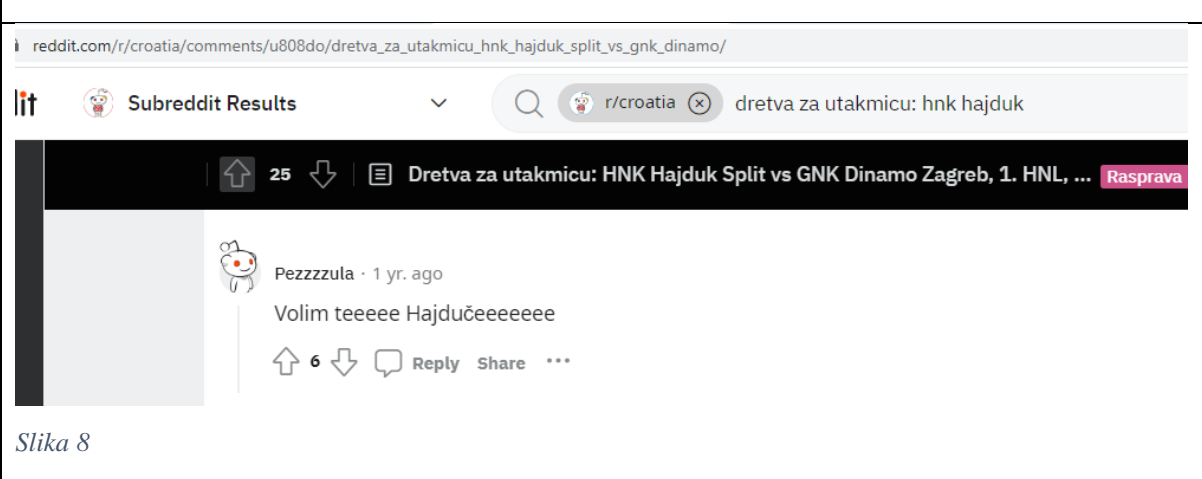 reddit.com/r/croatia/comments/u808do/dretva_za_utakmicu_hnk_hajduk_split_vs_gnk_dinamo/
dit Subreddit Results r/croatia dretva za utakmicu: hnk hajduk
25 Dretva za utakmicu: HNK Hajduk Split vs GNK Dinamo Zagreb, 1. HNL, ... Rasprava
Pezzzzula · 1 yr. ago
Volim teeeee Hajdučeeeeeee
6 Reply Share ···
Slika 8